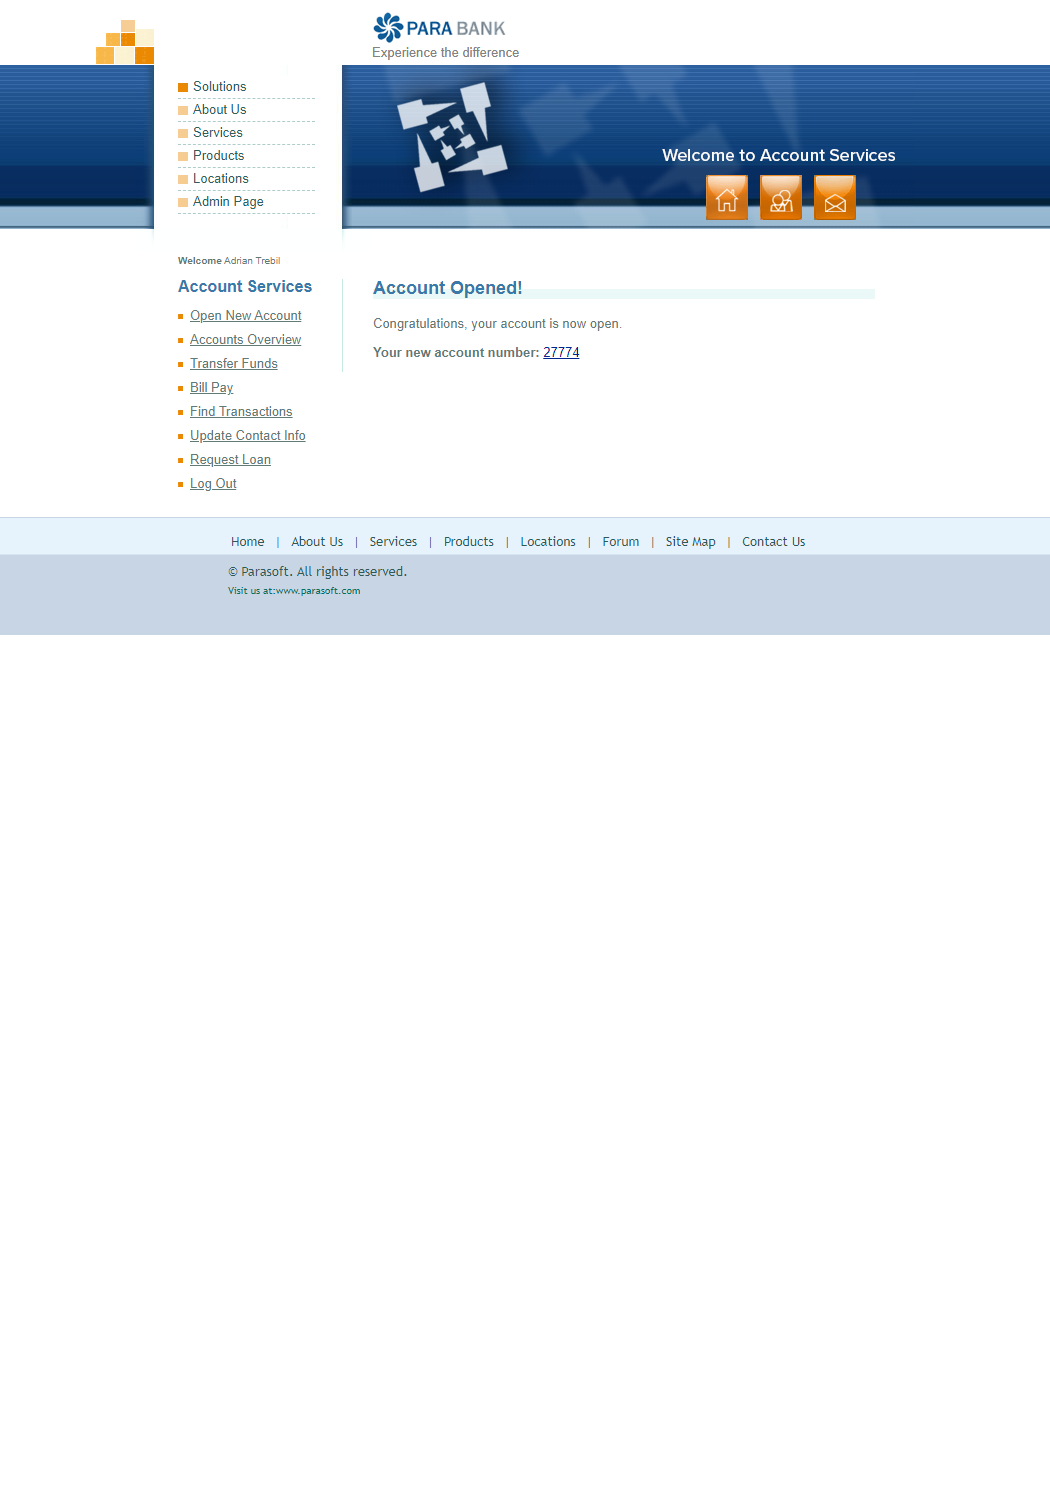 PARA BANK
Experience the difference
Solutions
About Us
Services
Products
Locations
Admin Page
Welcome to Account Services
Welcome Adrian Trebil
Account Services
Open New Account
Accounts Overview
Transfer Funds
Bill Pay
Find Transactions
Update Contact Info
Request Loan
Log Out
Account Opened!
Congratulations, your account is now open.
Your new account number: 27774
Home | About Us | Services | Products | Locations | Forum | Site Map | Contact Us
© Parasoft. All rights reserved.
Visit us at:www.parasoft.com